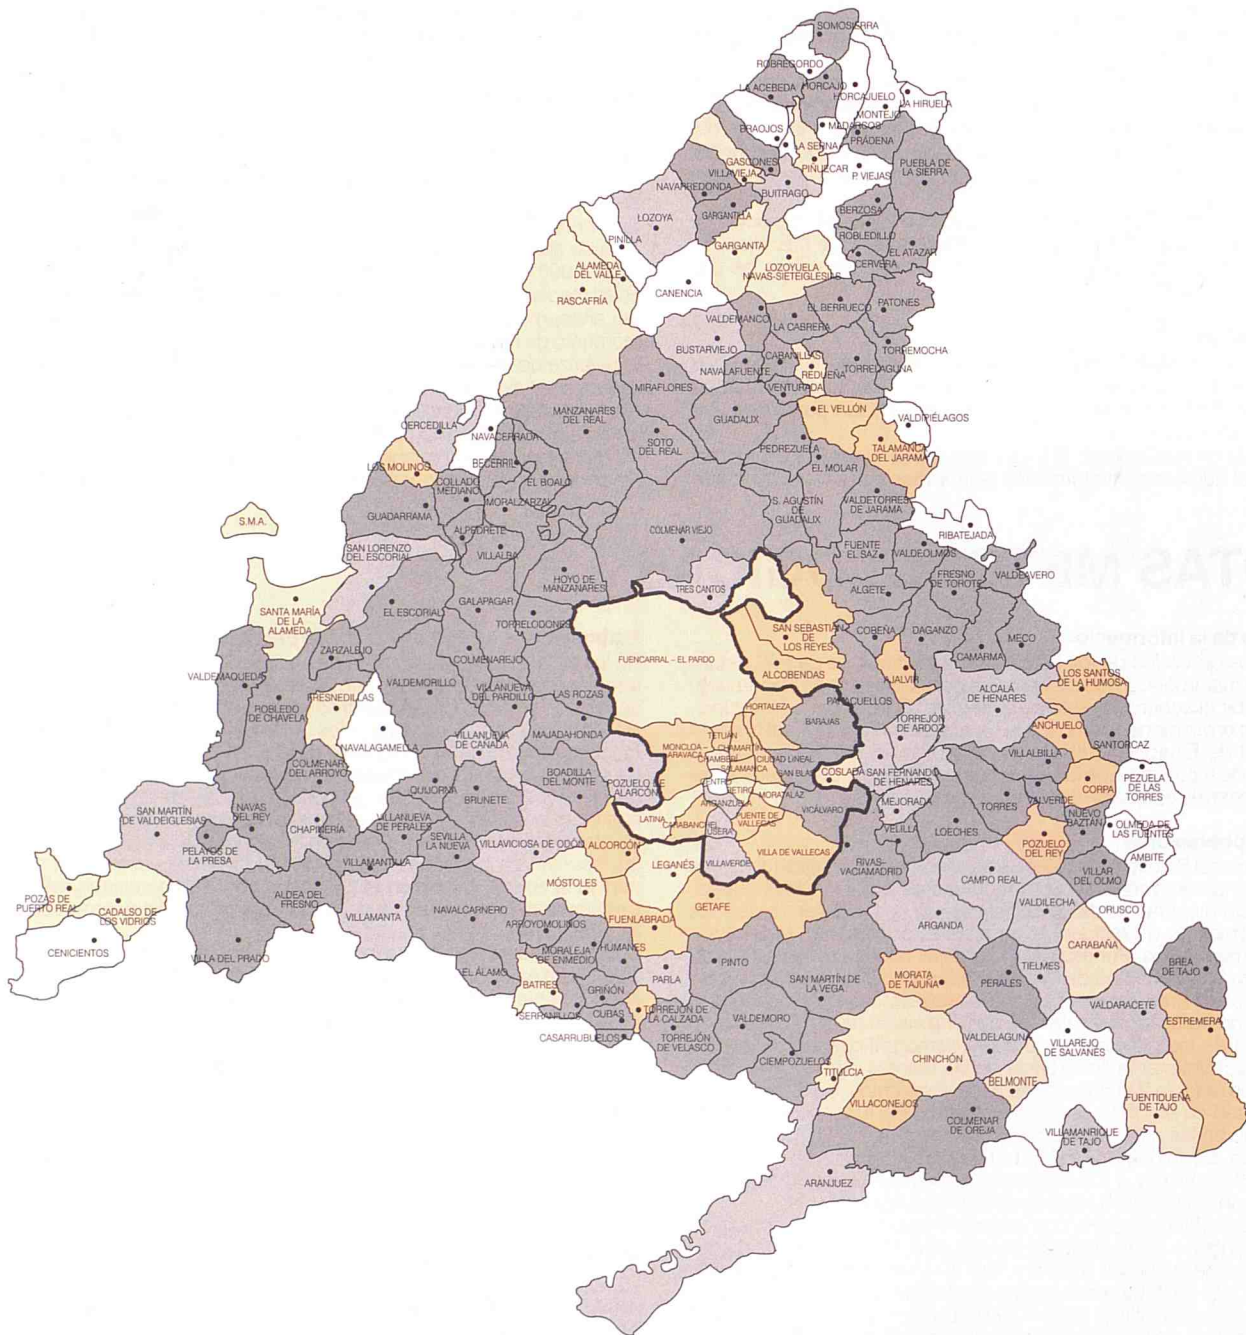 SOMOSIERRA
ROBREGORDO
LA ACEBEDA
HORCAJO
HORCAJUELO
LA HIRUELA
MONTEJO
BRAOJOS
MADARCOS
PRÁDENA
LA SERNA
PIÑUECAR
P. VIEJAS
PUEBLA DE
LA SIERRA
GASCONES
VILLAVIEJA
BUITRAGO
NAVARREDONDA
GARGANTILLA
BERZOSA
ROBLEDILLO
EL ATAZAR
CERVERA
LOZOYA
PINILLA
GARGANTA
LOZOYUELA
NAVAS-SIETEIGLESIAS
ALAMEDA
DEL VALLE
RASCAFRÍA
CANENCIA
EL BERRUECO
PATONES
VALDEMANCO
LA CABRERA
BUSTARVIEJO
TORREMOCHA
CABANILLAS
NAVALAFUENTE
REDUEÑA
TORRELAGUNA
MIRAFLORES
VENTURADA
GUADALIX
EL VELLÓN
VALDEPIÉLAGOS
MANZANARES
DEL REAL
SOTO
DEL REAL
PEDREZUELA
TALAMANCA
DEL JARAMA
CERCEDILLA
NAVACERRADA
LOS MOLINOS
BECERRIL
EL BOALO
COLLADO
MEDIANO
MORALZARZAL
EL MOLAR
VALDETORRES
DE JARAMA
S. AGUSTÍN
DE
GUADALIX
GUADARRAMA
COLMENAR VIEJO
ALPEDRETE
VILLALBA
RIBATEJADA
S.M.A.
SAN LORENZO
DEL ESCORIAL
FUENTE
EL SAZ
VALDEOLMOS
FRESNO
DE TOROTE
VALDEAVERO
HOYO DE
MANZANARES
TRES CANTOS
ALGETE
SANTA MARÍA
DE LA
ALAMEDA
EL ESCORIAL
GALAPAGAR
TORRELODONES
SAN SEBASTIÁN
DE
LOS REYES
COBEÑA
DAGANZO
MECO
CAMARMA
ZARZALEJO
COLMENAREJO
FUENCARRAL – EL PARDO
ALCOBENDAS
AJALVIR
VALDEMAQUEDA
ROBLEDO
DE CHAVELA
FRESNEDILLAS
VALDEMORILLO
VILLANUEVA
DEL PARDILLO
LAS ROZAS
HORTALEZA
BARAJAS
PARACUELLOS
ALCALÁ
DE HENARES
LOS SANTOS
DE LA HUMOSA
NAVALAGAMELLA
VILLANUEVA
DE CANADA
MAJADAHONDA
MONCLOA –
ARAVACA
TETUÁN
CHAMARTÍN
CHAMBERÍ
SALAMANCA
CIUDAD LINEAL
SAN BLAS
TORREJÓN
DE ARDOZ
ANCHUELO
SANTORCAZ
VILLALBILLA
COLMENAR
DEL ARROYO
QUIJORNA
BRUNETE
BOADILLA
DEL MONTE
POZUELO DE
ALARCÓN
CENTRO
RETIRO
MORATALAZ
COSLADA
SAN FERNANDO
DE HENARES
CORPA
PEZUELA
DE LAS
TORRES
SAN MARTÍN
DE VALDEIGLESIAS
NAVAS
DEL REY
CHAPINERÍA
VILLANUEVA
DE PERALES
LATINA
CARABANCHEL
ARGANZUELA
USERA
PUENTE DE
VALLECAS
VICÁLVARO
MEJORADA
VELILLA
TORRES
VALVERDE
NUEVO
BAZTÁN
LOECHES
OLMEDA DE
LAS FUENTES
PELAYOS DE
LA PRESA
VILLAMANTILLA
SEVILLA
LA NUEVA
VILLAVICIOSA DE ODÓN
ALCORCÓN
LEGANÉS
VILLAVERDE
VILLA DE VALLECAS
RIVAS-
VACIAMADRID
POZUELO
DEL REY
VILLAR
DEL OLMO
AMBITE
POZAS DE
PUERTO REAL
CADALSO DE
LOS VIDRIOS
ALDEA DEL
FRESNO
MÓSTOLES
CAMPO REAL
VILLAMANTA
NAVALCARNERO
FUENLABRADA
GETAFE
VALDILECHA
ORUSCO
ARGANDA
ARROYOMOLINOS
CENICIENTOS
VILLA DEL PRADO
MORALEJA
DE ENMEDIO
HUMANES
CARABAÑA
EL ÁLAMO
PARLA
PINTO
SAN MARTÍN DE
LA VEGA
MORATA
DE TAJUÑA
PERALES
TIELMES
BREA
DE TAJO
BATRES
GRIÑÓN
SERRANILLOS
CUBAS
TORREJÓN DE
LA CALZADA
VALDARACETE
ESTREMERA
CASARRUBUELOS
TORREJÓN
DE VELASCO
VALDEMORO
CIEMPOZUELOS
VALDELAGUNA
VILLAREJO
DE SALVANÉS
CHINCHÓN
TITULCIA
BELMONTE
FUENTIDUEÑA
DE TAJO
VILLACONEJOS
COLMENAR
DE OREJA
VILLAMANRIQUE
DE TAJO
ARANJUEZ